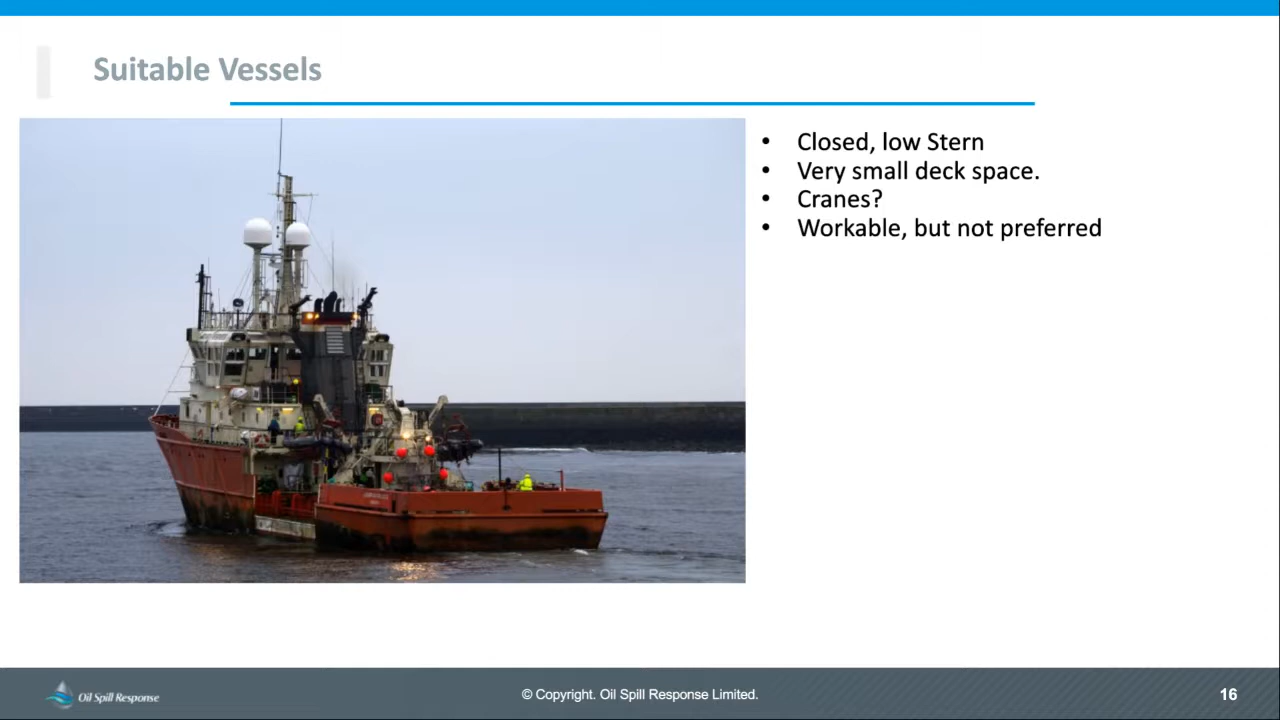 Suitable Vessels
• Closed, low Stern
• Very small deck space.
• Cranes?
• Workable, but not preferred
Oil Spill Response
© Copyright. Oil Spill Response Limited.
16